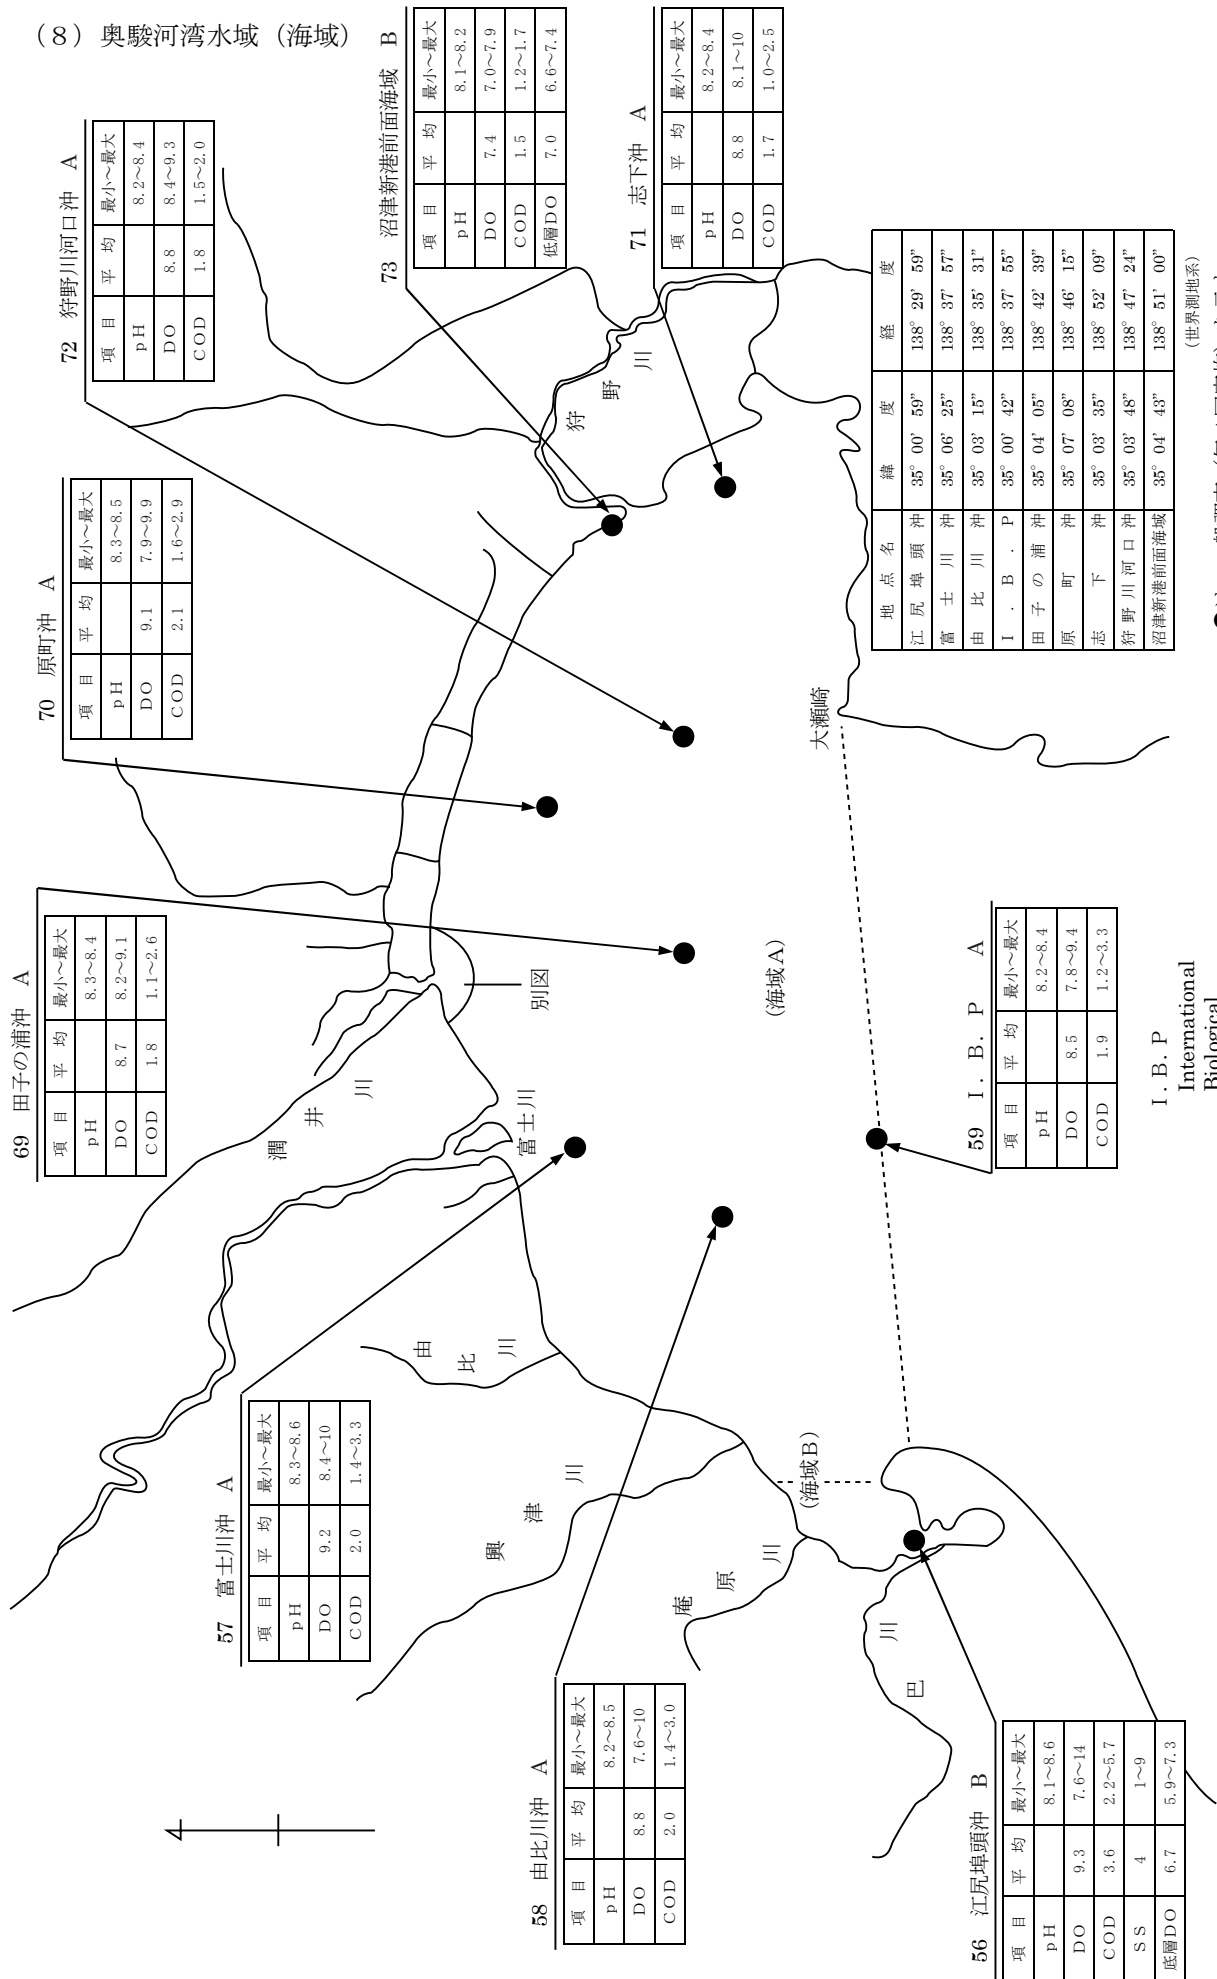 （8）奥駿河湾水域（海域）
72 狩野川河口沖 A
項 目 平 均 最小～最大
pH 8.2～8.4
DO 8.8 8.4～9.3
COD 1.8 1.5～2.0
73 沼津新港前面海域 B
項 目 平 均 最小～最大
pH 8.1～8.2
DO 7.4 7.0～7.9
COD 1.5 1.2～1.7
低層DO 7.0 6.6～7.4
71 志下沖 A
項 目 平 均 最小～最大
pH 8.2～8.4
DO 8.8 8.1～10
COD 1.7 1.0～2.5
70 原町沖 A
項 目 平 均 最小～最大
pH 8.3～8.5
DO 9.1 7.9～9.9
COD 2.1 1.6～2.9
69 田子の浦沖 A
項 目 平 均 最小～最大
pH 8.3～8.4
DO 8.7 8.2～9.1
COD 1.8 1.1～2.6
57 富士川沖 A
項 目 平 均 最小～最大
pH 8.3～8.6
DO 9.2 8.4～10
COD 2.0 1.4～3.3
58 由比川沖 A
項 目 平 均 最小～最大
pH 8.2～8.5
DO 8.8 7.6～10
COD 2.0 1.4～3.0
56 江尻埠頭沖 B
項 目 平 均 最小～最大
pH 8.1～8.6
DO 9.3 7.6～14
COD 3.6 2.2～5.7
SS 4 1～9
底層DO 6.7 5.9～7.3
59 I. B. P A
項 目 平 均 最小～最大
pH 8.2～8.4
DO 8.5 7.8～9.4
COD 1.9 1.2～3.3
I. B. P
International
Biological
狩野川
潤井川
富士川
由比川
興津川
庵原川
巴川
別図
大瀬崎
(海域A)
(海域B)
地 点 名 緯 度 経 度
江尻埠頭沖 35° 00’ 59” 138° 29’ 59”
富士川沖 35° 06’ 25” 138° 37’ 57”
由比川沖 35° 03’ 15” 138° 35’ 31”
I．B．P 35° 00’ 42” 138° 37’ 55”
田子の浦沖 35° 04’ 05” 138° 42’ 39”
原町沖 35° 07’ 08” 138° 46’ 15”
志下沖 35° 03’ 35” 138° 52’ 09”
狩野川河口沖 35° 03’ 48” 138° 47’ 24”
沼津新港前面海域 35° 04’ 43” 138° 51’ 00”
(世界測地系)